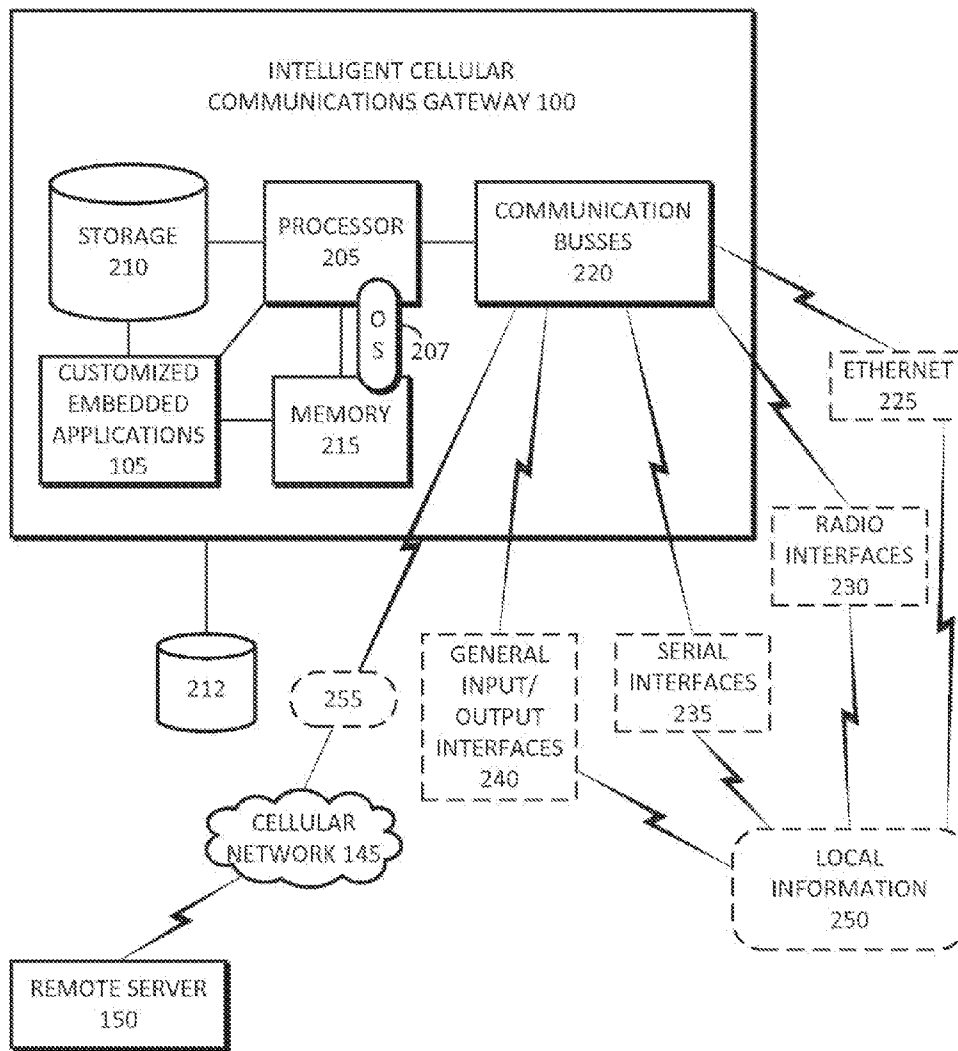 INTELLIGENT CELLULAR
COMMUNICATIONS GATEWAY 100
STORAGE
210
PROCESSOR
205
COMMUNICATION
BUSSES
220
O
S
207
CUSTOMIZED
EMBEDDED
APPLICATIONS
105
MEMORY
215
ETHERNET
225
RADIO
INTERFACES
230
212
255
GENERAL
INPUT/
OUTPUT
INTERFACES
240
SERIAL
INTERFACES
235
CELLULAR
NETWORK 145
LOCAL
INFORMATION
250
REMOTE SERVER
150